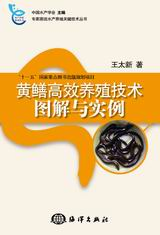 中国水产学会 主编
专家图说水产养殖关键技术丛书
王太新 著
"十一五"国家重点图书出版规划项目
黄鳝高效养殖技术
图解与实例
海洋出版社